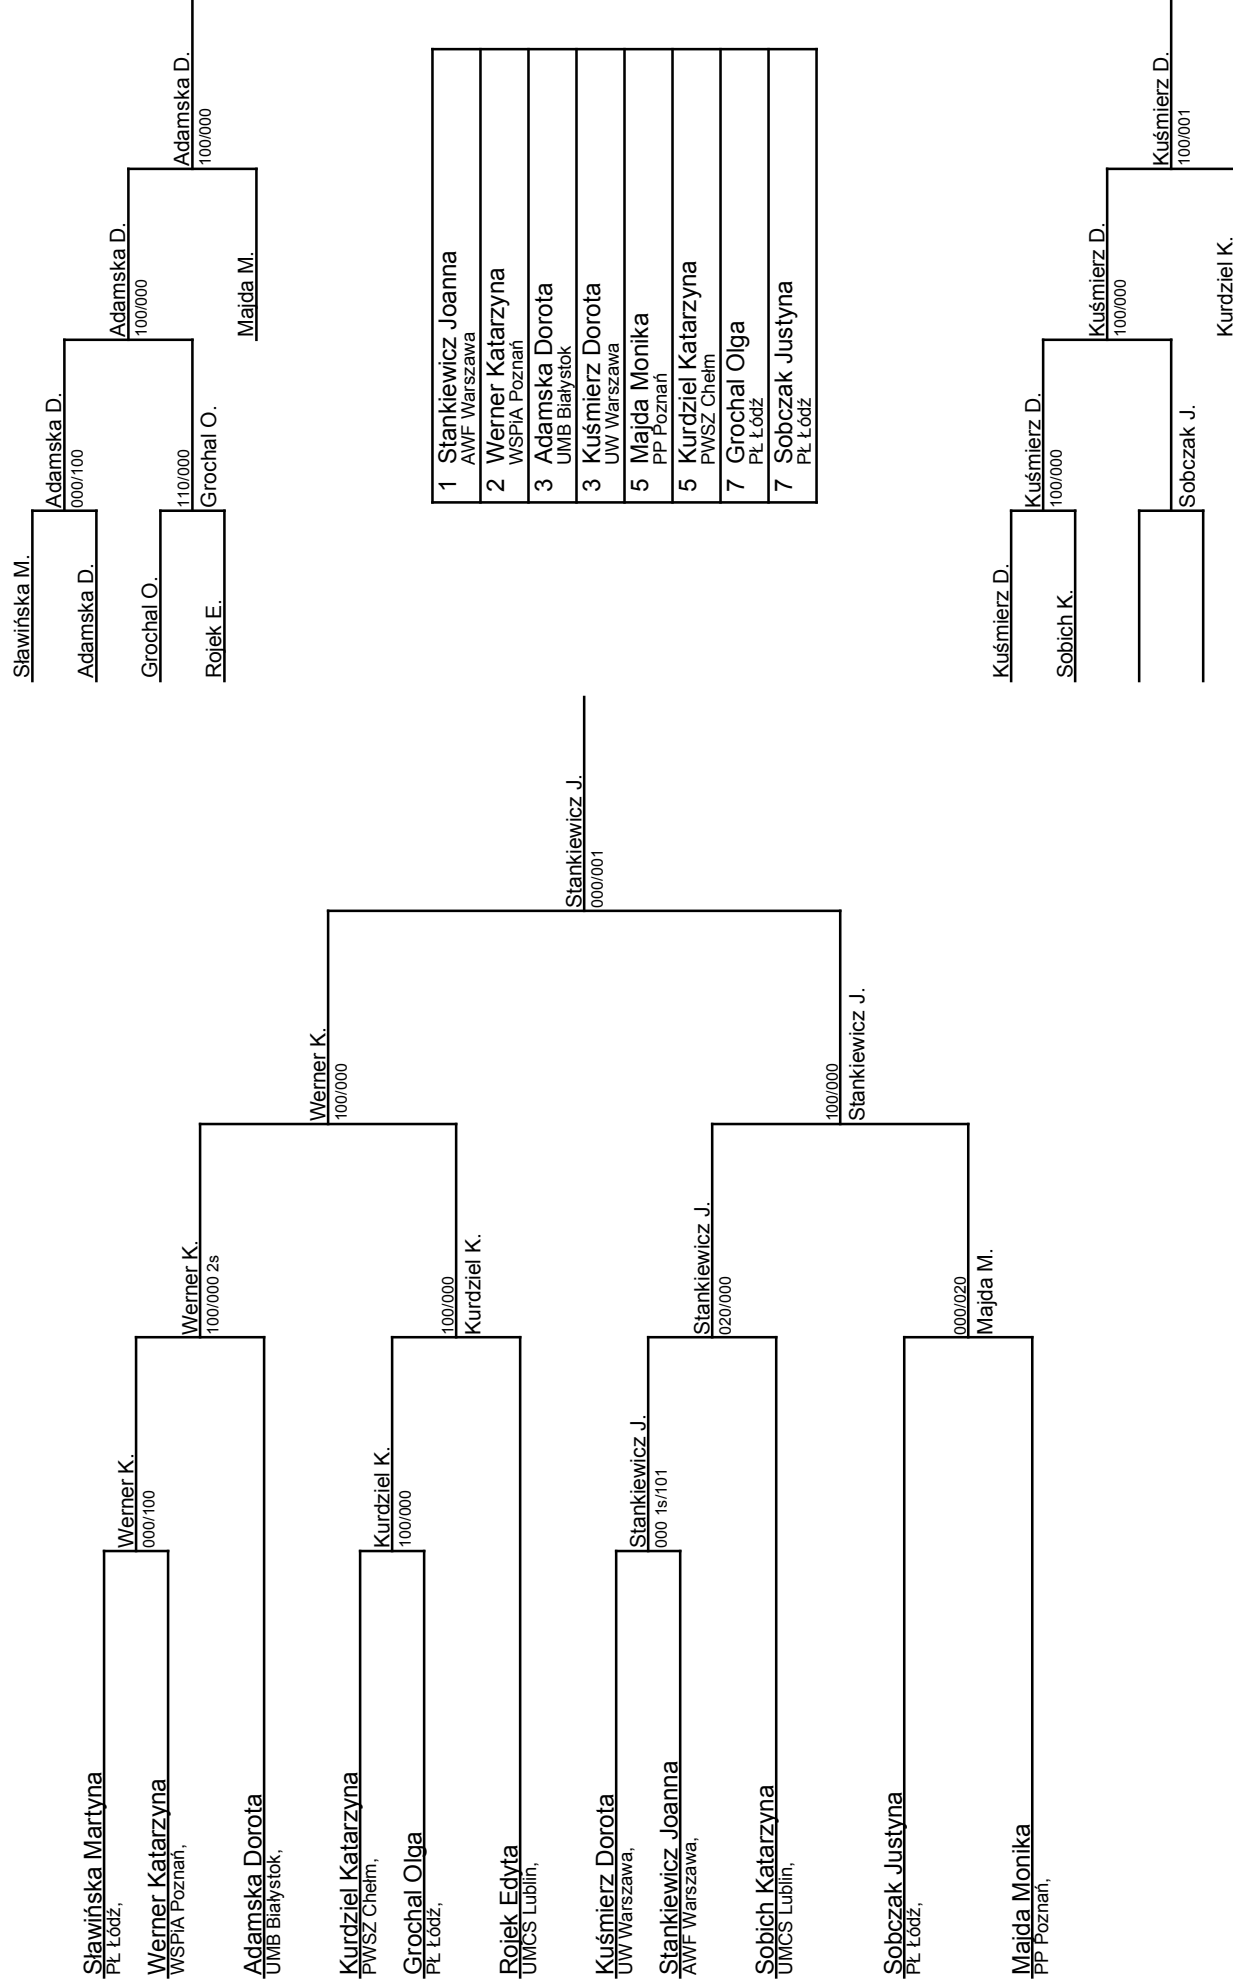 Sławińska Martyna
PŁ Łódź,
Werner Katarzyna
WSPiA Poznań,
Adamska Dorota
UMB Białystok,
Kurdziel Katarzyna
PWSZ Chełm,
Grochal Olga
PŁ Łódź,
Rojek Edyta
UMCS Lublin,
Kuśmierz Dorota
UW Warszawa,
Stankiewicz Joanna
AWF Warszawa,
Sobich Katarzyna
UMCS Lublin,
Sobczak Justyna
PŁ Łódź,
Majda Monika
PP Poznań,
Werner K.
000/100
Kurdziel K.
100/000
Stankiewicz J.
000 1s/101
Werner K.
100/000 2s
100/000
Kurdziel K.
Stankiewicz J.
020/000
000/020
Majda M.
Werner K.
100/000
100/000
Stankiewicz J.
Stankiewicz J.
000/001
Sławińska M.
Adamska D.
Grochal O.
Rojek E.
Adamska D.
000/100
110/000
Grochal O.
Adamska D.
100/000
Majda M.
Adamska D.
100/000
1 Stankiewicz Joanna
AWF Warszawa
2 Werner Katarzyna
WSPiA Poznań
3 Adamska Dorota
UMB Białystok
3 Kuśmierz Dorota
UW Warszawa
5 Majda Monika
PP Poznań
5 Kurdziel Katarzyna
PWSZ Chełm
7 Grochal Olga
PŁ Łódź
7 Sobczak Justyna
PŁ Łódź
Kuśmierz D.
Sobich K.
Kuśmierz D.
100/000
Sobczak J.
Kuśmierz D.
100/000
Kurdziel K.
Kuśmierz D.
100/001